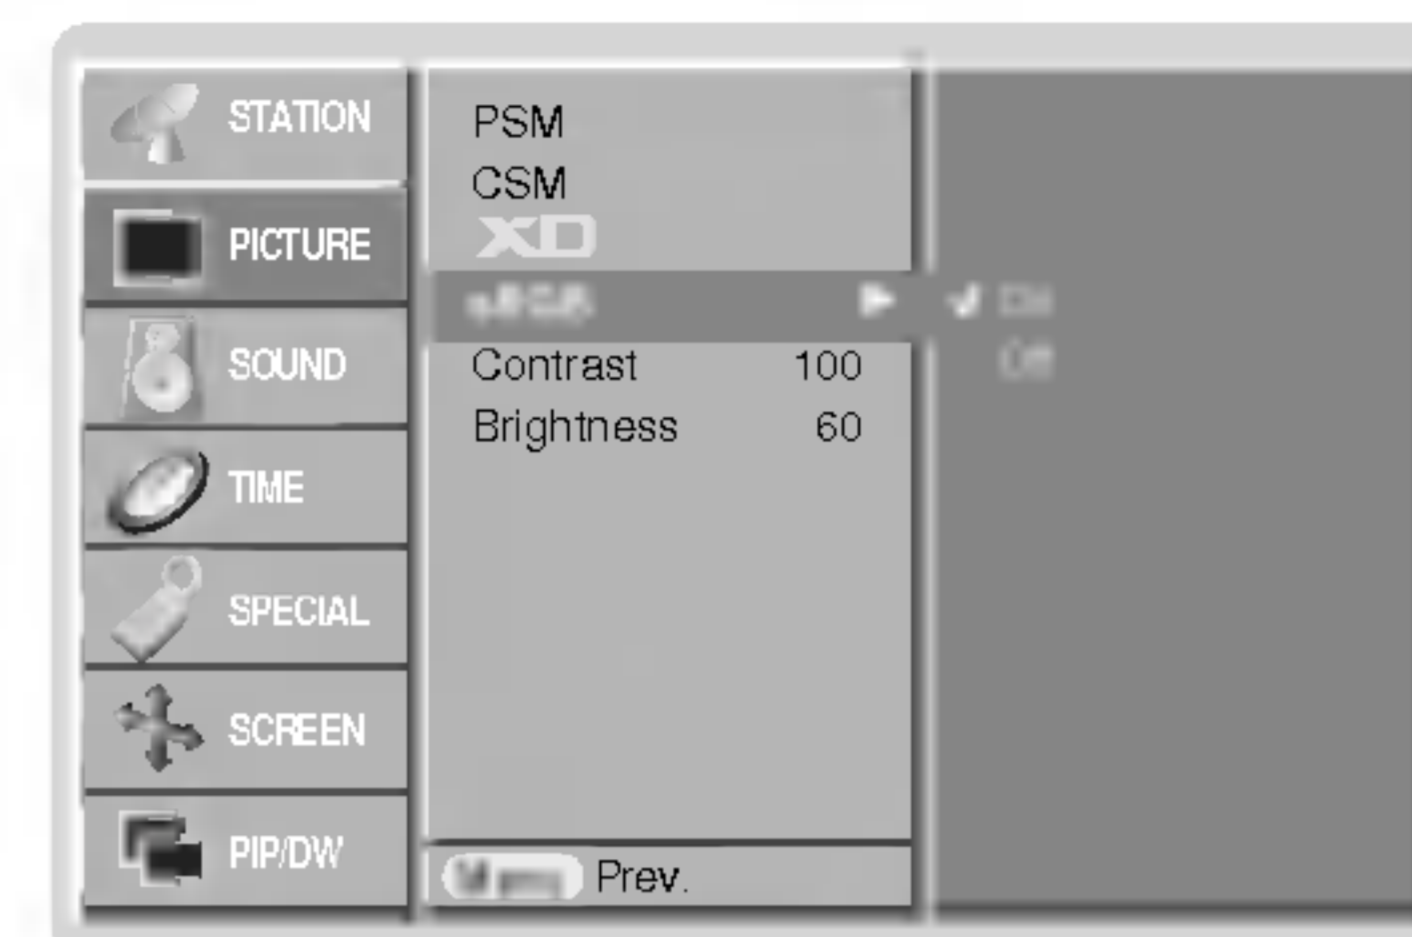 STATION
PICTURE
SOUND
TIME
SPECIAL
SCREEN
PIP/DW
PSM
CSM
XD
Contrast 100
Brightness 60
Prev.